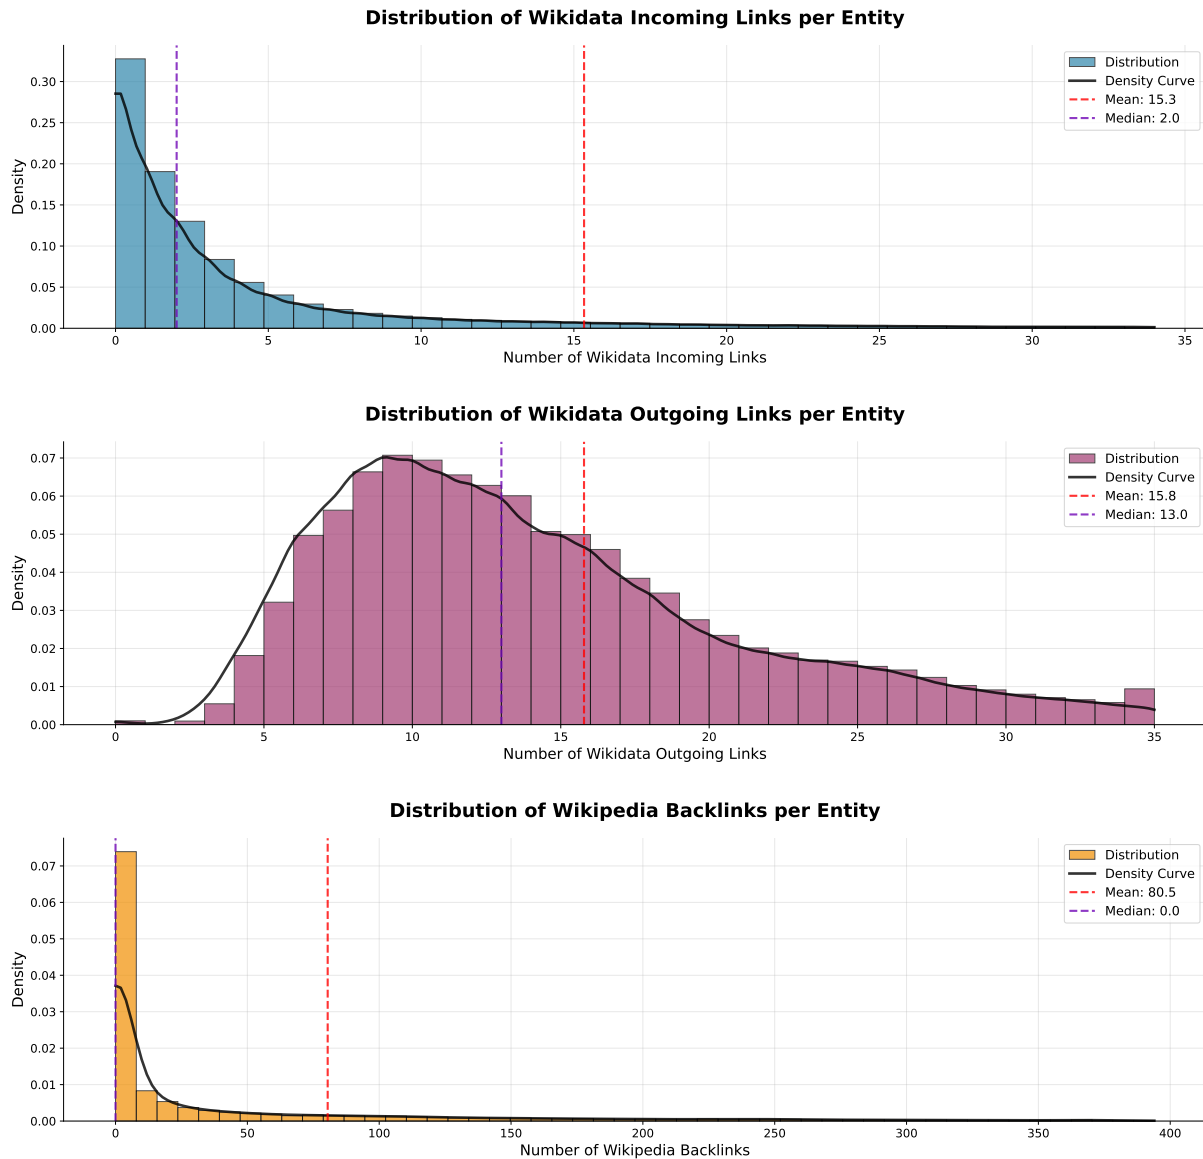 Distribution of Wikidata Incoming Links per Entity
Distribution
Density Curve
Mean: 15.3
Median: 2.0
Density
0.30
0.25
0.20
0.15
0.10
0.05
0.00
0 5 10 15 20 25 30 35
Number of Wikidata Incoming Links
Distribution of Wikidata Outgoing Links per Entity
Distribution
Density Curve
Mean: 15.8
Median: 13.0
Density
0.07
0.06
0.05
0.04
0.03
0.02
0.01
0.00
0 5 10 15 20 25 30 35
Number of Wikidata Outgoing Links
Distribution of Wikipedia Backlinks per Entity
Distribution
Density Curve
Mean: 80.5
Median: 0.0
Density
0.07
0.06
0.05
0.04
0.03
0.02
0.01
0.00
0 50 100 150 200 250 300 350 400
Number of Wikipedia Backlinks